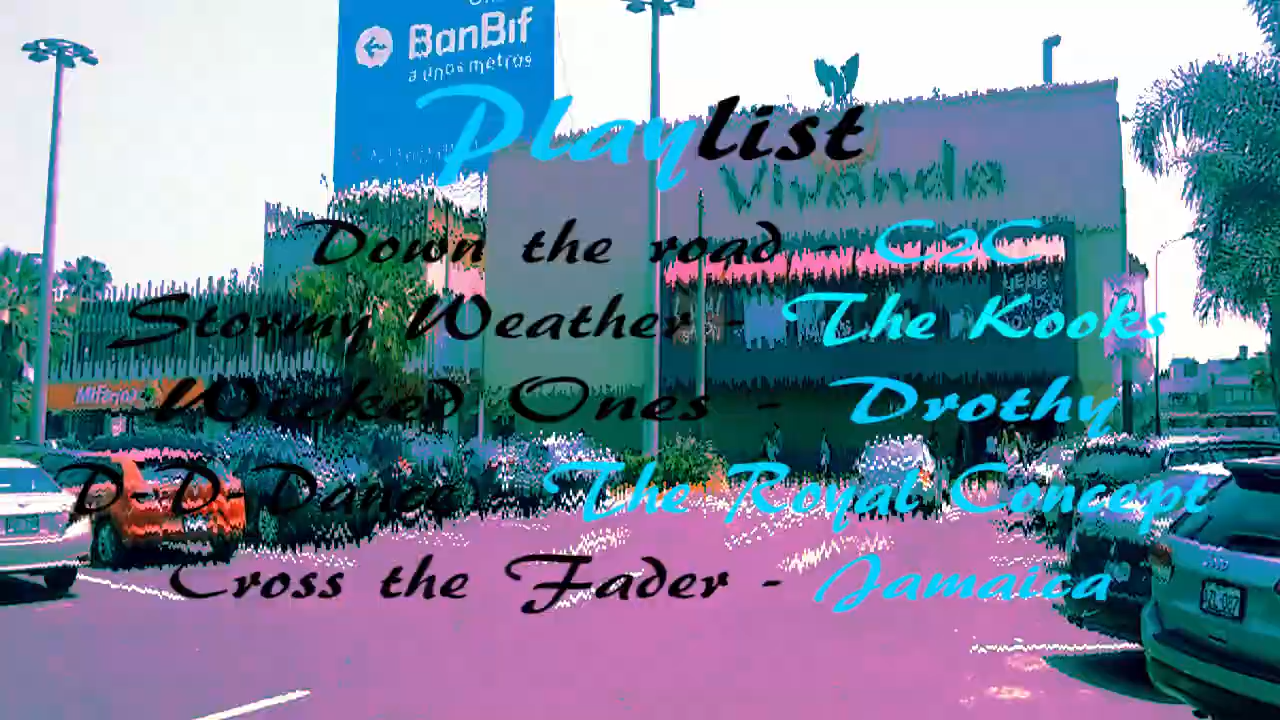 BanBif
a unos metros
Playlist
Vivanda
Down the road - C2C
Stormy Weather - The Kooks
Wicked Ones - Drothy
D-D-Dance - The Royal Concept
Cross the Fader - Jamaica